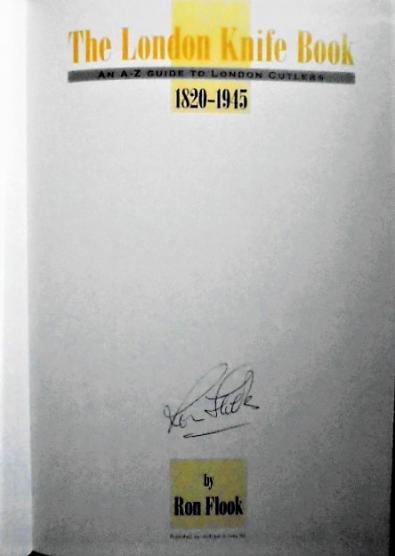 The London Knife Book
AN A-Z GUIDE TO LONDON CUTLERS
1820-1945
Ron Flook
by
Ron Flook